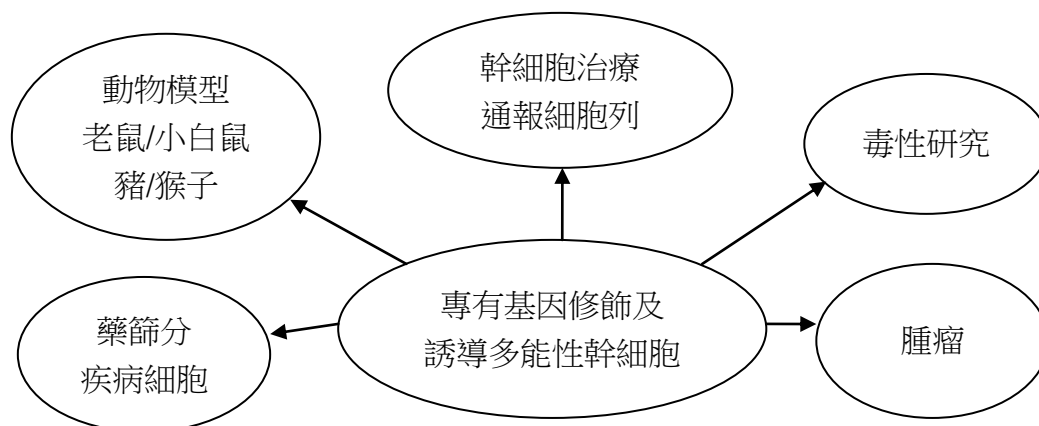 動物模型
老鼠/小白鼠
豬/猴子
幹細胞治療
通報細胞列
毒性研究
專有基因修飾及
誘導多能性幹細胞
藥篩分
疾病細胞
腫瘤